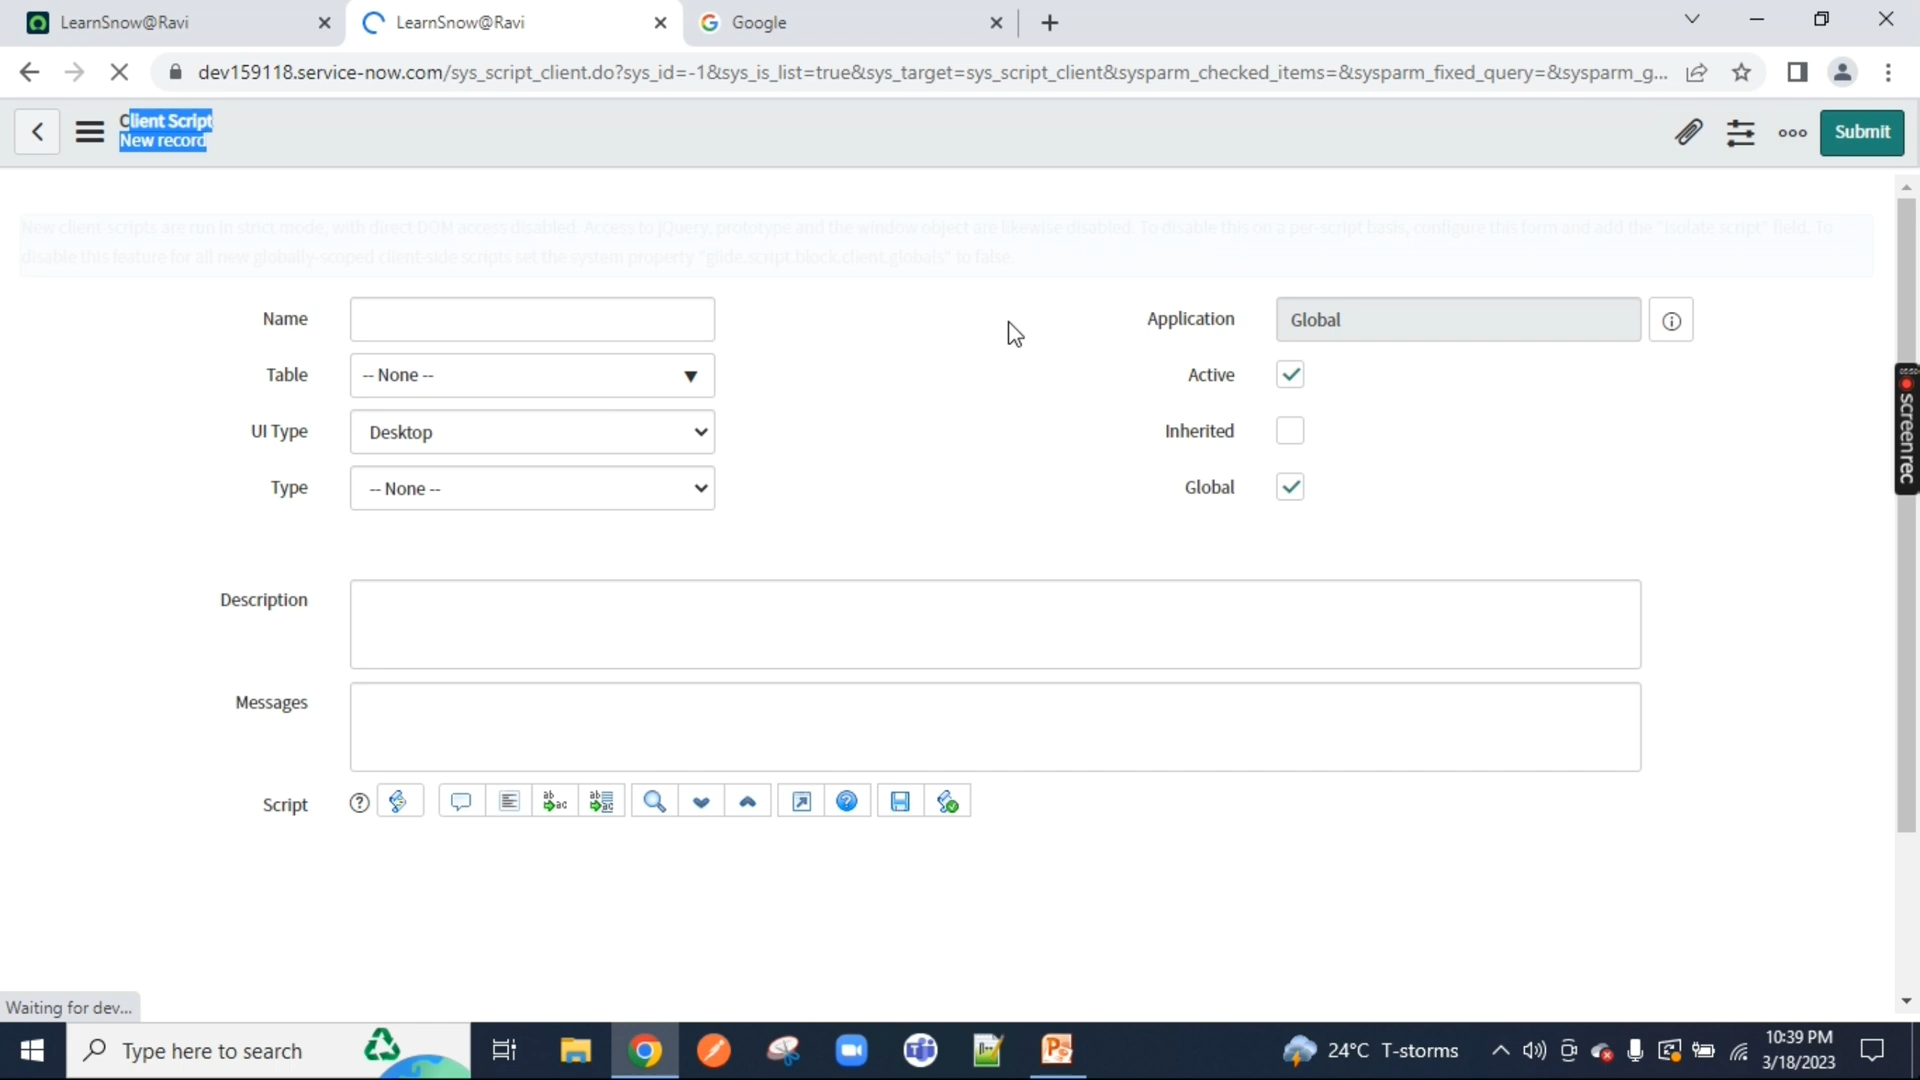 LearnSnow@Ravi
LearnSnow@Ravi
Google
dev159118.service-now.com/sys_script_client.do?sys_id=-1&sys_is_list=true&sys_target=sys_script_client&sysparm_checked_items=&sysparm_fixed_query=&sysparm_g...
Client Script
New record
Submit
New client-scripts are run in strict mode, with direct DOM access disabled. Access to jQuery, prototype and the window object are likewise disabled. To disable this on a per-script basis, configure this form and add the "Isolate script" field. To
disable this feature for all new globally-scoped client-side scripts set the system property "glide.script.block.client.globals" to false.
Name
Application
Global
Table
-- None --
Active
UI Type
Desktop
Inherited
Type
-- None --
Global
Description
Messages
Script
screenrec
Waiting for dev...
Type here to search
24°C T-storms
10:39 PM
3/18/2023